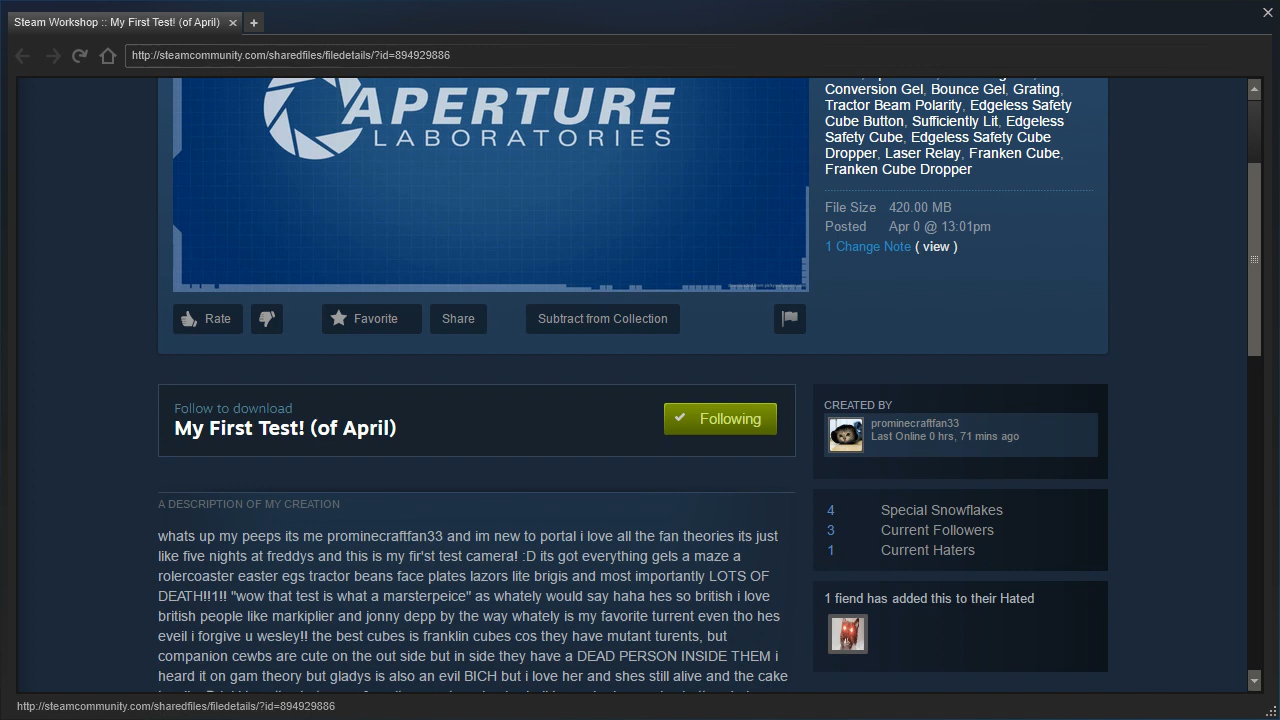 Steam Workshop :: My First Test! (of April)
http://steamcommunity.com/sharedfiles/filedetails/?id=894929886
APERTURE
LABORATORIES
Conversion Gel, Bounce Gel, Grating,
Tractor Beam Polarity, Edgeless Safety
Cube Button, Sufficiently Lit, Edgeless
Safety Cube, Edgeless Safety Cube
Dropper, Laser Relay, Franken Cube,
Franken Cube Dropper
File Size 420.00 MB
Posted Apr 0 @ 13:01pm
1 Change Note ( view )
Rate
Favorite
Share
Subtract from Collection
Follow to download
My First Test! (of April)
Following
CREATED BY
prominecraftfan33
Last Online 0 hrs, 71 mins ago
4 Special Snowflakes
3 Current Followers
1 Current Haters
1 fiend has added this to their Hated
A DESCRIPTION OF MY CREATION
whats up my peeps its me prominecraftfan33 and im new to portal i love all the fan theories its just
like five nights at freddys and this is my fir'st test camera! :D its got everything gels a maze a
rolercoaster easter egs tractor beans face plates lazors lite brigis and most importantly LOTS OF
DEATH!!1!! "wow that test is what a marsterpeice" as whately would say haha hes so british i love
british people like markiplier and jonny depp by the way whately is my favorite turrent even tho hes
eveil i forgive u wesley!! the best cubes is franklin cubes cos they have mutant turents, but
companion cewbs are cute on the out side but in side they have a DEAD PERSON INSIDE THEM i
heard it on gam theory but gladys is also an evil BICH but i love her and shes still alive and the cake
http://steamcommunity.com/sharedfiles/filedetails/?id=894929886